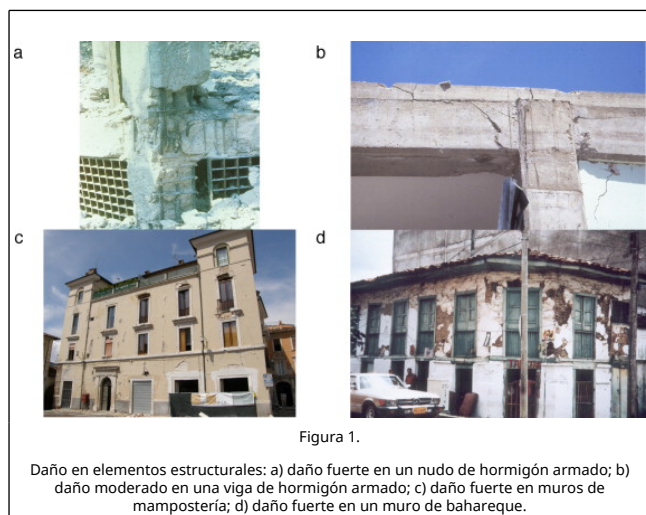 a
b
c
d
Figura 1.
Daño en elementos estructurales: a) daño fuerte en un nudo de hormigón armado; b)
daño moderado en una viga de hormigón armado; c) daño fuerte en muros de
mampostería; d) daño fuerte en un muro de bahareque.